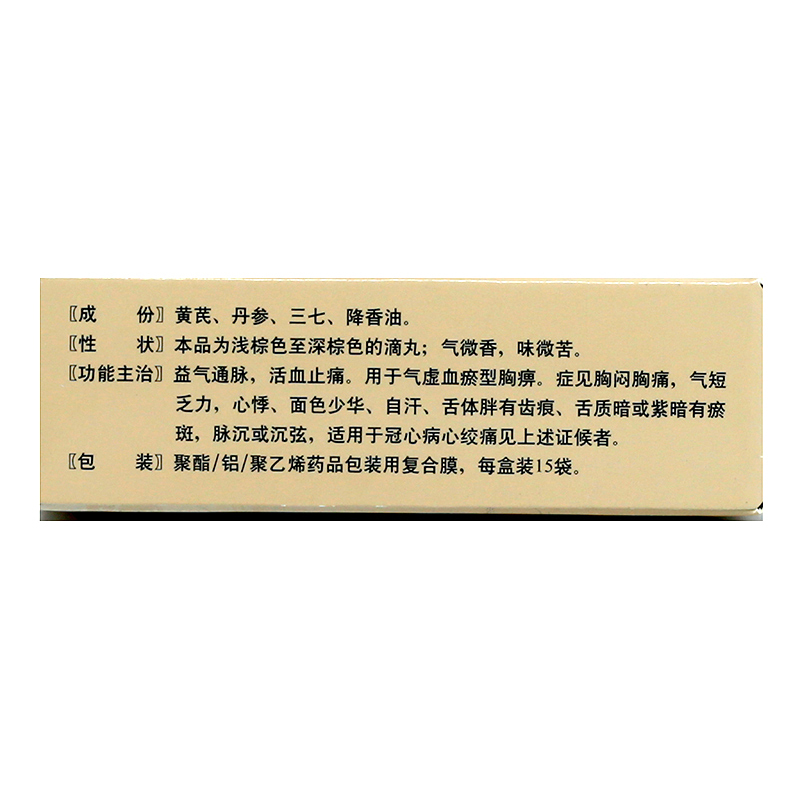 〖成　　份〗黄芪、丹参、三七、降香油。
〖性　　状〗本品为浅棕色至深棕色的滴丸；气微香，味微苦。
〖功能主治〗益气通脉，活血止痛。用于气虚血瘀型胸痹。症见胸闷胸痛，气短
乏力，心悸、面色少华、自汗、舌体胖有齿痕、舌质暗或紫暗有瘀
斑，脉沉或沉弦，适用于冠心病心绞痛见上述证候者。
〖包　　装〗聚酯/铝/聚乙烯药品包装用复合膜，每盒装15袋。